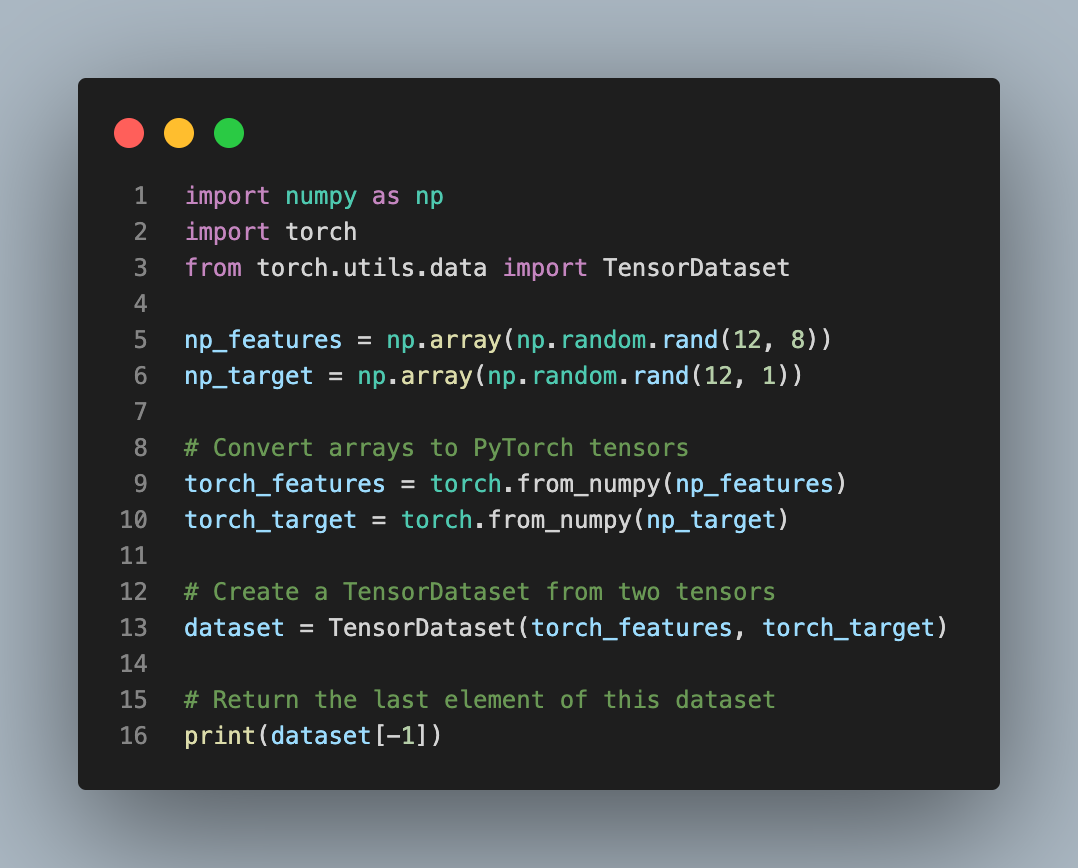 1 import numpy as np
2 import torch
3 from torch.utils.data import TensorDataset
4
5 np_features = np.array(np.random.rand(12, 8))
6 np_target = np.array(np.random.rand(12, 1))
7
8 # Convert arrays to PyTorch tensors
9 torch_features = torch.from_numpy(np_features)
10 torch_target = torch.from_numpy(np_target)
11
12 # Create a TensorDataset from two tensors
13 dataset = TensorDataset(torch_features, torch_target)
14
15 # Return the last element of this dataset
16 print(dataset[-1])